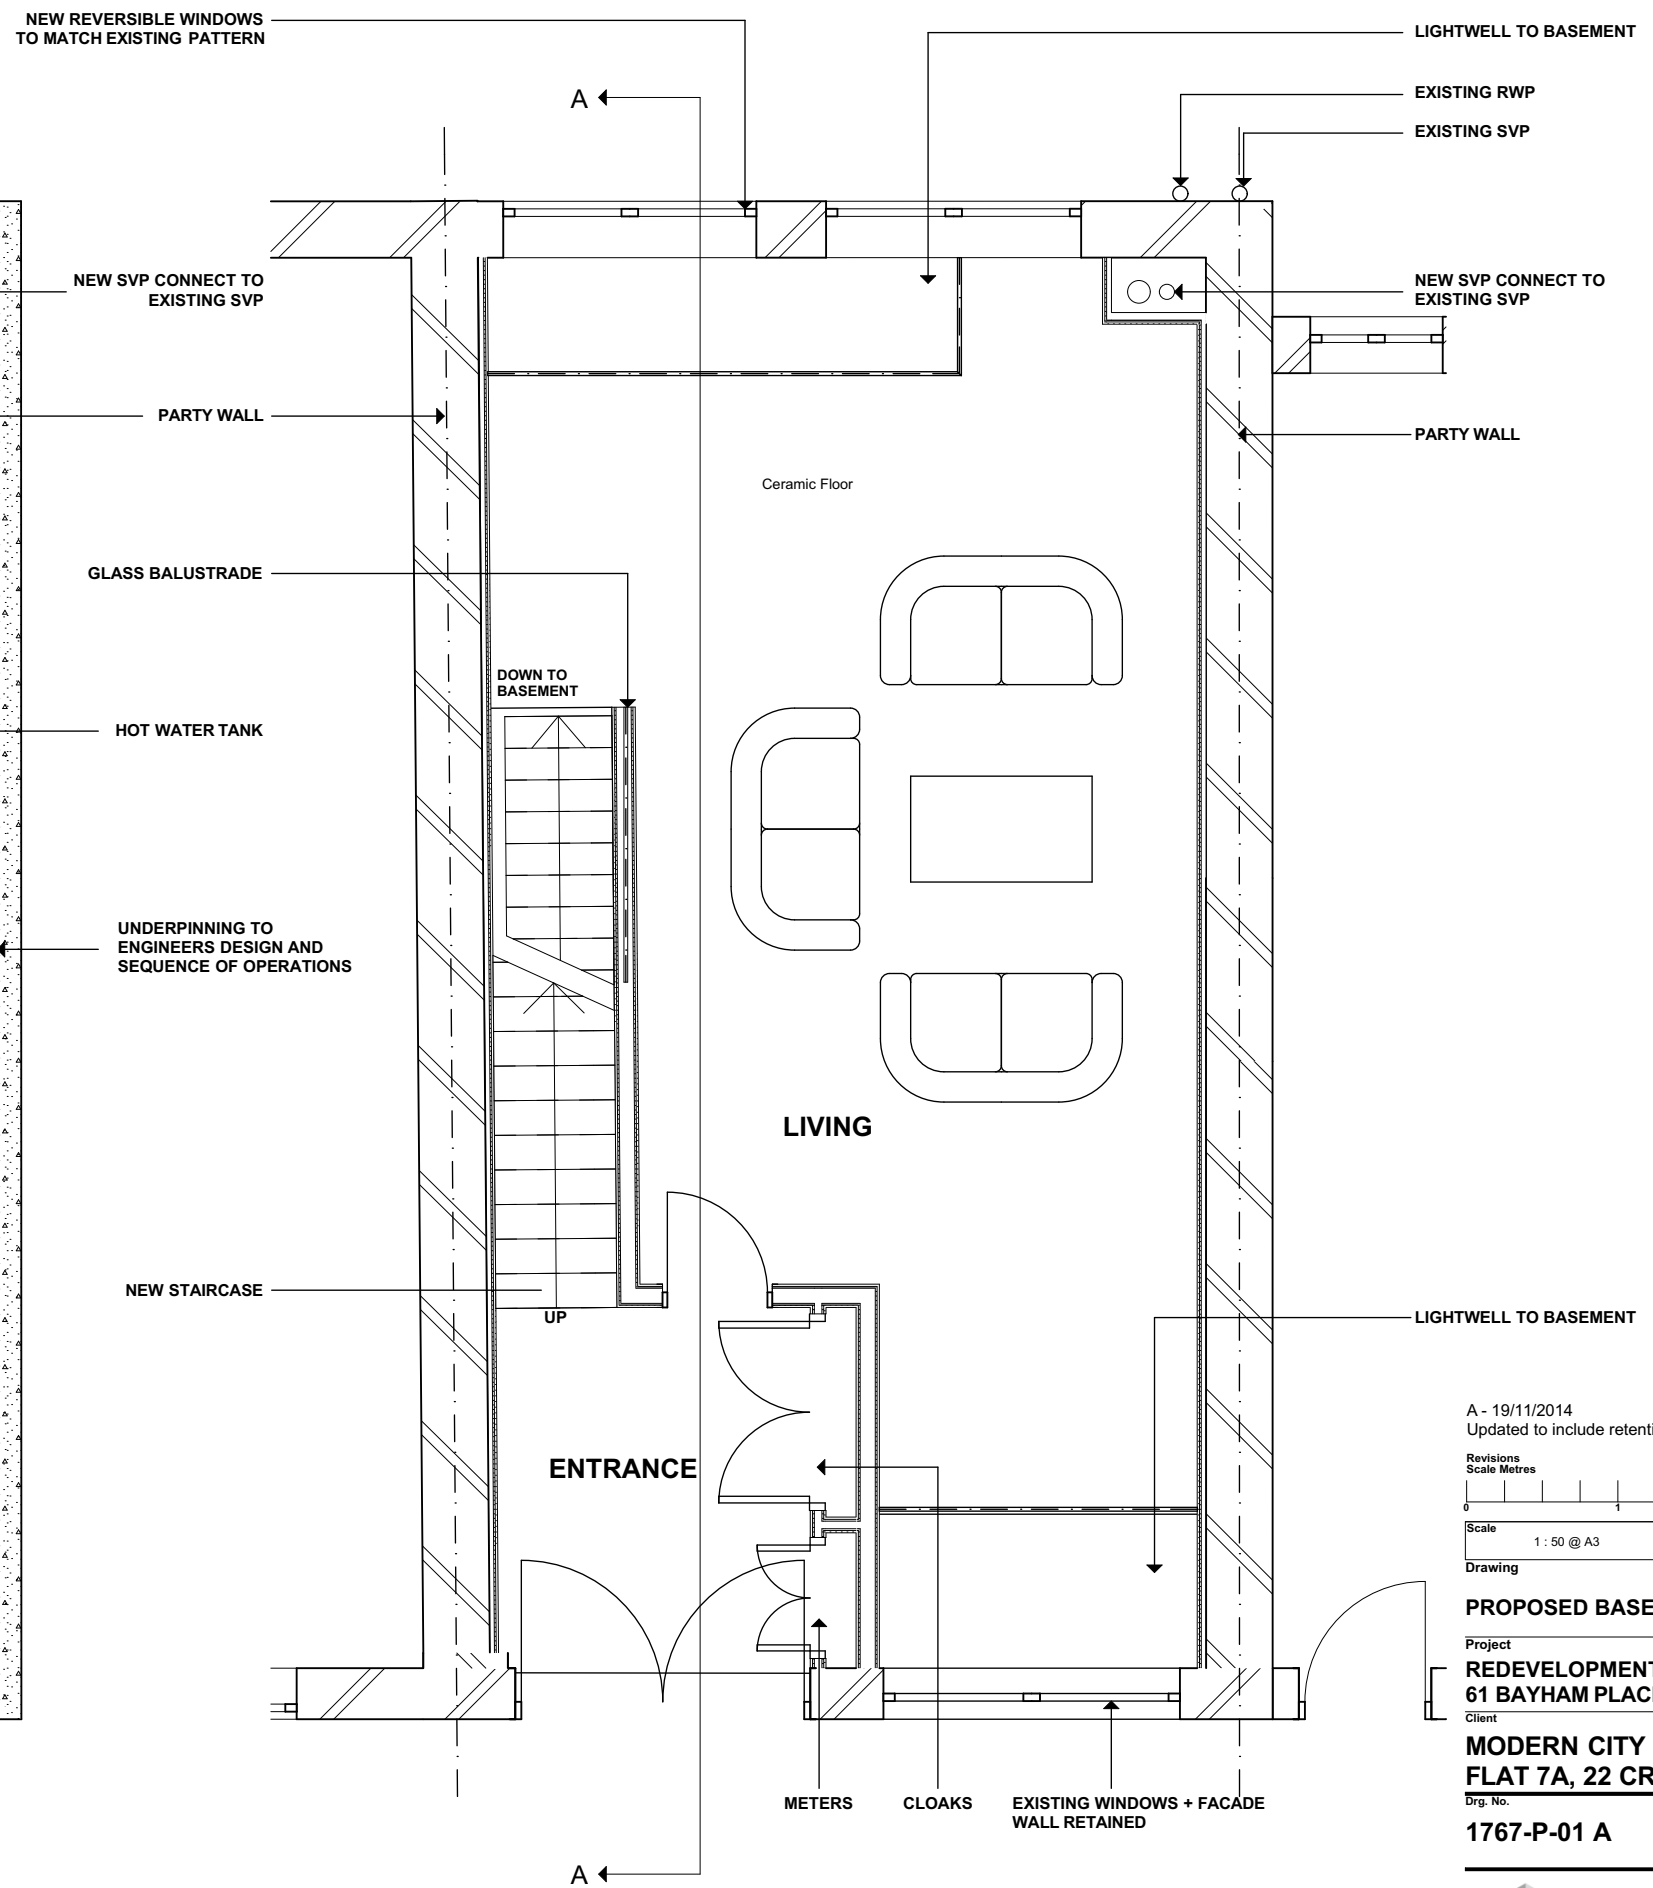 NEW REVERSIBLE WINDOWS
TO MATCH EXISTING PATTERN
LIGHTWELL TO BASEMENT
A
EXISTING RWP
EXISTING SVP
NEW SVP CONNECT TO
EXISTING SVP
NEW SVP CONNECT TO
EXISTING SVP
PARTY WALL
PARTY WALL
Ceramic Floor
GLASS BALUSTRADE
DOWN TO
BASEMENT
HOT WATER TANK
UNDERPINNING TO
ENGINEERS DESIGN AND
SEQUENCE OF OPERATIONS
LIVING
NEW STAIRCASE
UP
LIGHTWELL TO BASEMENT
ENTRANCE
METERS
CLOAKS
EXISTING WINDOWS + FACADE
WALL RETAINED
A
A - 19/11/2014
Updated to include
Revisions
Scale Metres
0 1
Scale
1 : 50 @ A3
Drawing
PROPOSED
Project
REDEVELOPMENT
61 BAYHAM
Client
MODERN CITY
FLAT 7A, 22
Drg. No.
1767-P-01 A